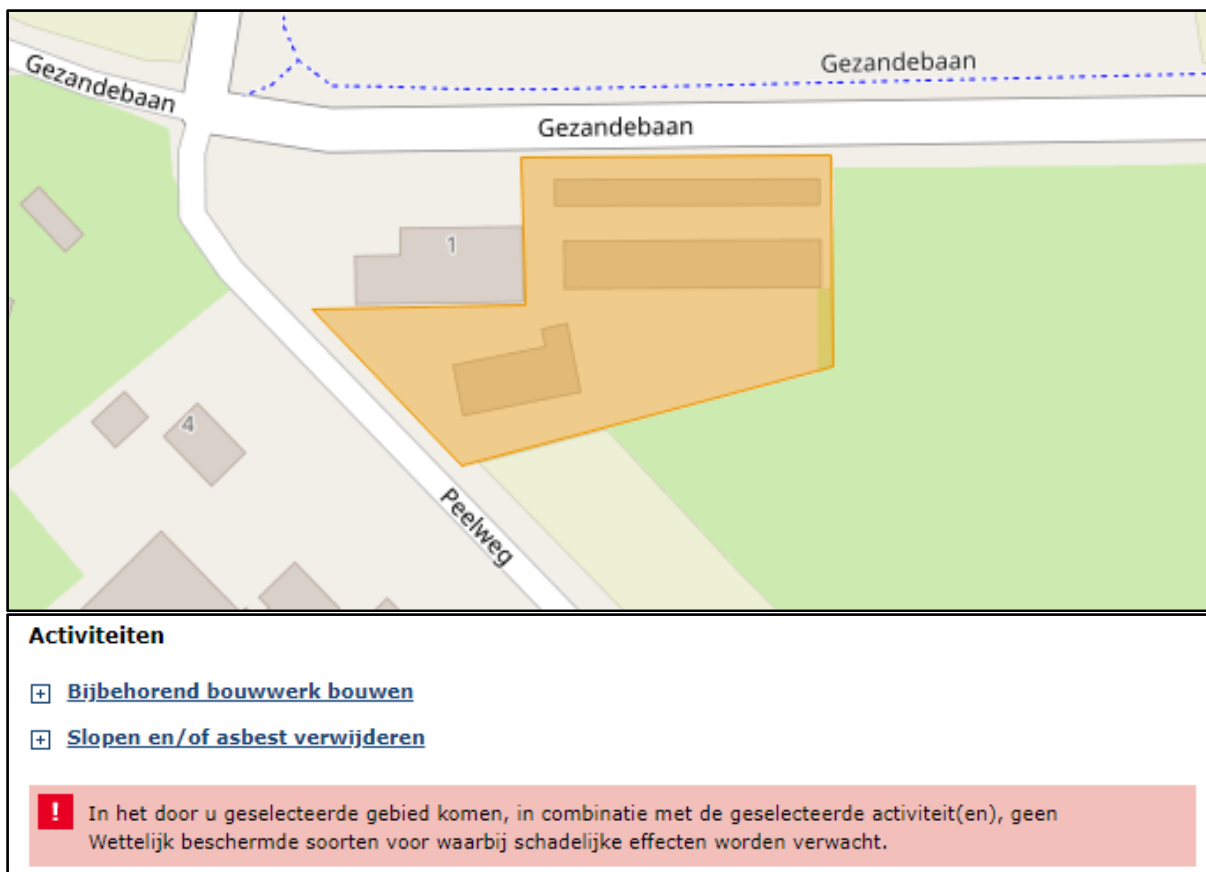 Gezandebaan
Gezandebaan
Gezandebaan
1
4
Peelweg
Activiteiten
Bijbehorend bouwwerk bouwen
Slopen en/of asbest verwijderen
! In het door u geselecteerde gebied komen, in combinatie met de geselecteerde activiteit(en), geen
Wettelijk beschermde soorten voor waarbij schadelijke effecten worden verwacht.